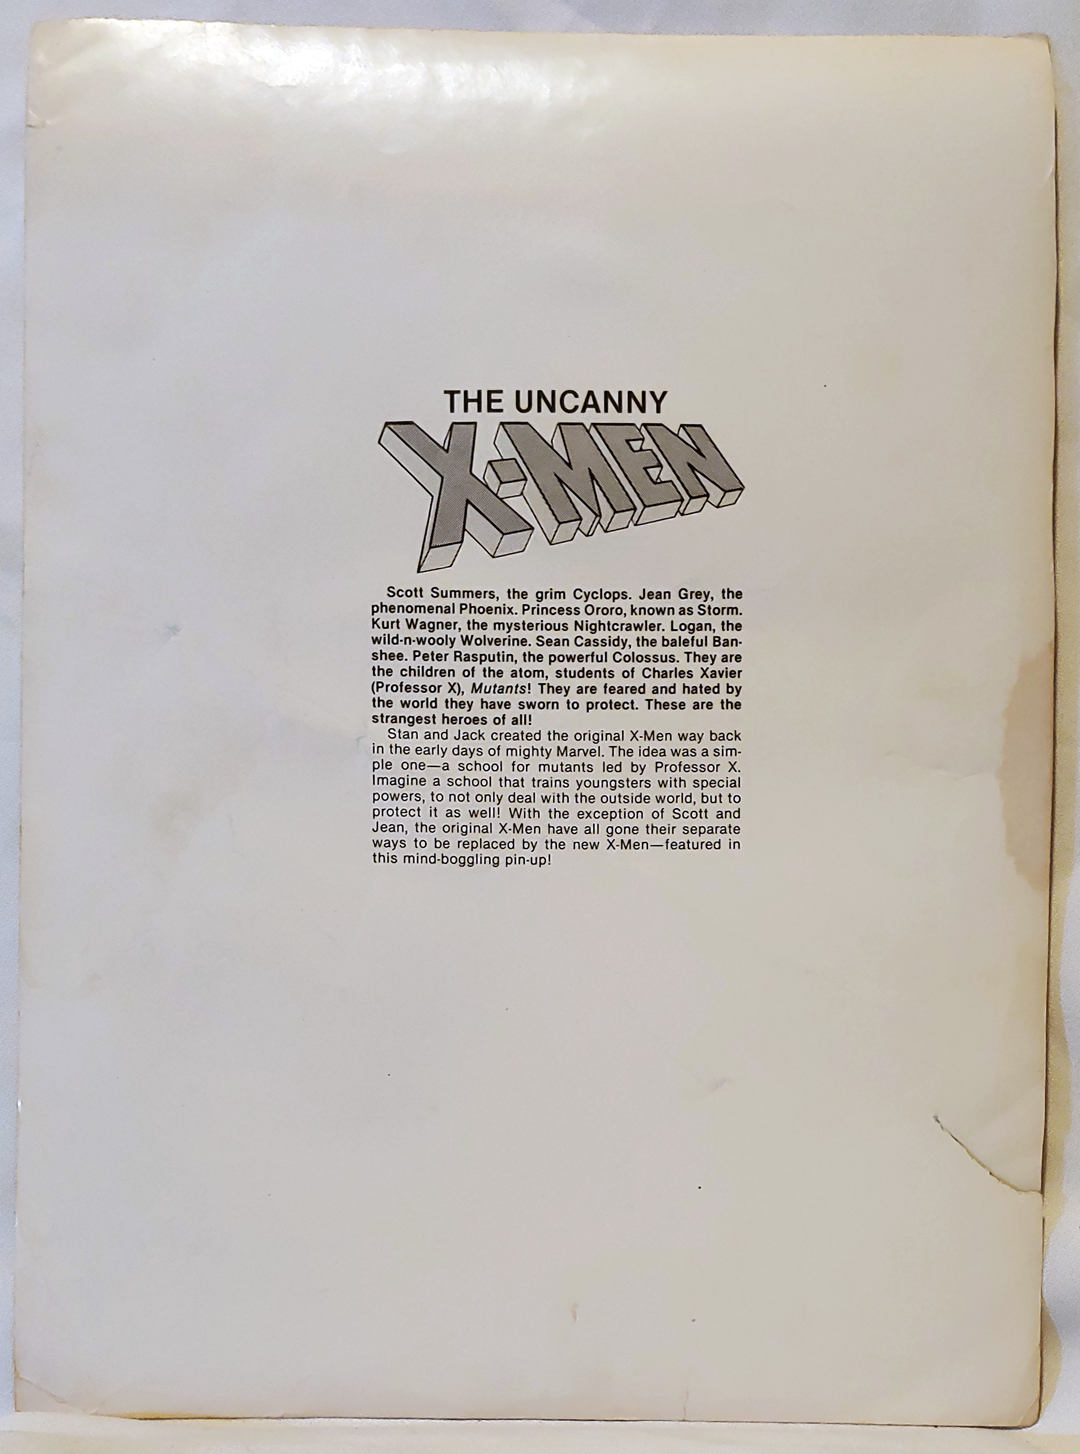 THE UNCANNY
X-MEN
Scott Summers, the grim Cyclops. Jean Grey, the
phenomenal Phoenix. Princess Ororo, known as Storm.
Kurt Wagner, the mysterious Nightcrawler. Logan, the
wild-n-wooly Wolverine. Sean Cassidy, the baleful Ban-
shee. Peter Rasputin, the powerful Colossus. They are
the children of the atom, students of Charles Xavier
(Professor X), Mutants! They are feared and hated by
the world they have sworn to protect. These are the
strangest heroes of all!
Stan and Jack created the original X-Men way back
in the early days of mighty Marvel. The idea was a sim-
ple one—a school for mutants led by Professor X.
Imagine a school that trains youngsters with special
powers, to not only deal with the outside world, but to
protect it as well! With the exception of Scott and
Jean, the original X-Men have all gone their separate
ways to be replaced by the new X-Men—featured in
this mind-boggling pin-up!